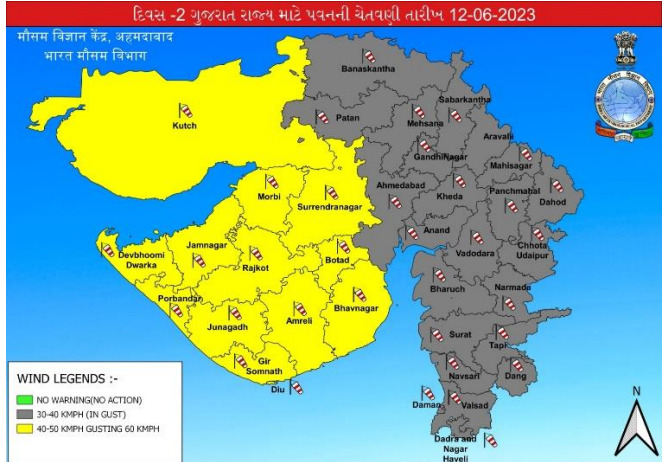 દિવસ -2 ગુજરાત રાજ્ય માટે પવનની ચેતવણી તારીખ 12-06-2023
मौसम विज्ञान केंद्र, अहमदाबाद
भारत मौसम विभाग
Banaskantha
Kutch
Patan
Sabarkantha
Mehsana
Aravalli
GandhiNagar
Mahisagar
Morbi
Surrendranagar
Ahmedabad
Kheda
Panchmahal
Dahod
Devbhoomi
Dwarka
Jamnagar
Rajkot
Botad
Anand
Vadodara
Chhota
Udaipur
Porbandar
Junagadh
Amreli
Bhavnagar
Bharuch
Narmada
Gir
Somnath
Surat
Tapi
Diu
Navsari
Dang
Daman
Valsad
Dadra and
Nagar
Haveli
WIND LEGENDS :-
NO WARNING(NO ACTION)
30-40 KMPH (IN GUST)
40-50 KMPH GUSTING 60 KMPH
N